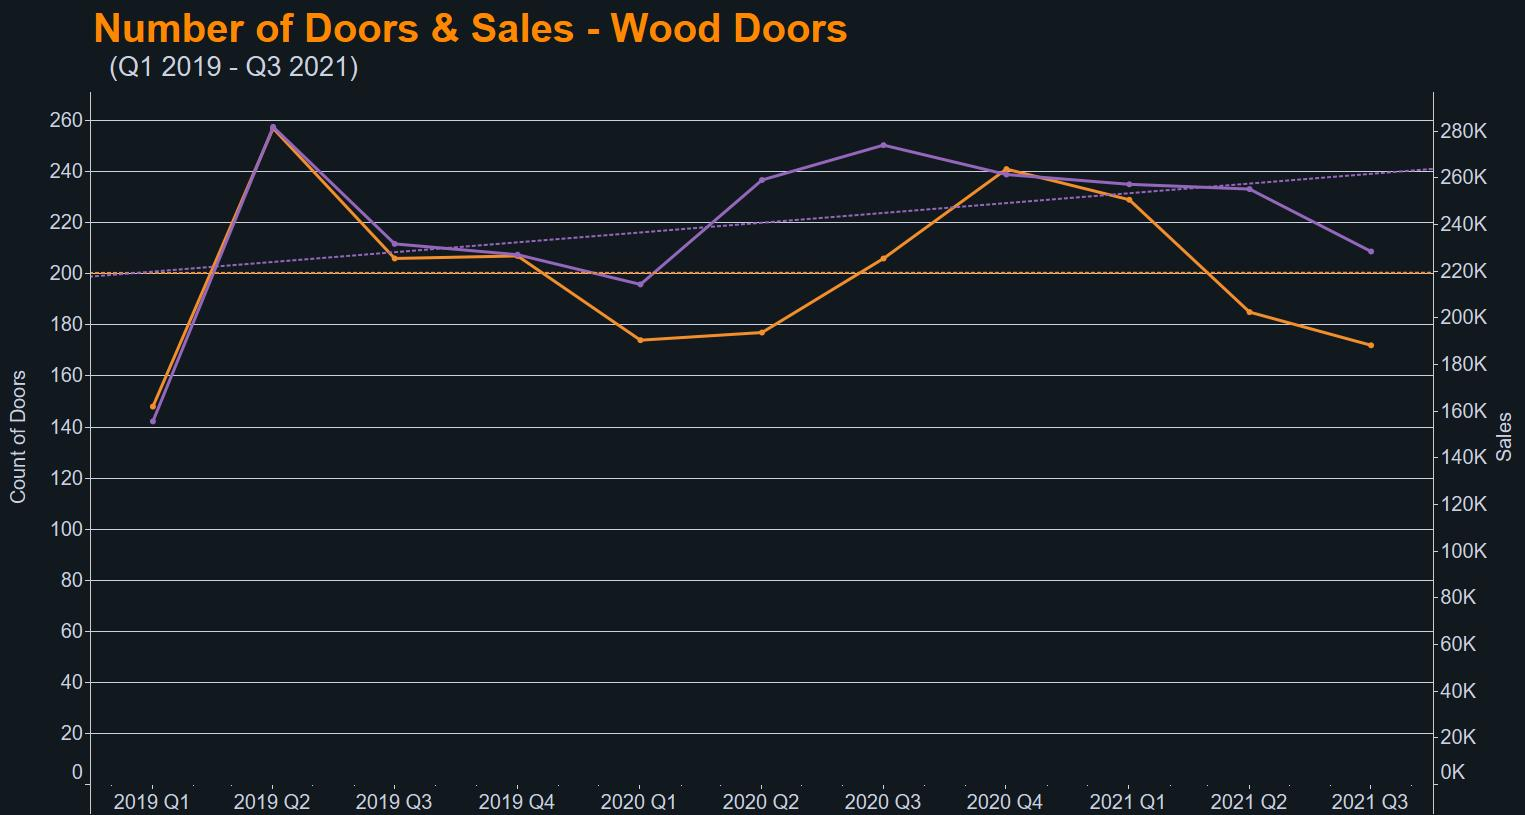 Number of Doors & Sales - Wood Doors
(Q1 2019 - Q3 2021)
260
240
220
200
180
160
140
120
100
80
60
40
20
0
Count of Doors
280K
260K
240K
220K
200K
180K
160K
140K
120K
100K
80K
60K
40K
20K
0K
Sales
2019 Q1 2019 Q2 2019 Q3 2019 Q4 2020 Q1 2020 Q2 2020 Q3 2020 Q4 2021 Q1 2021 Q2 2021 Q3